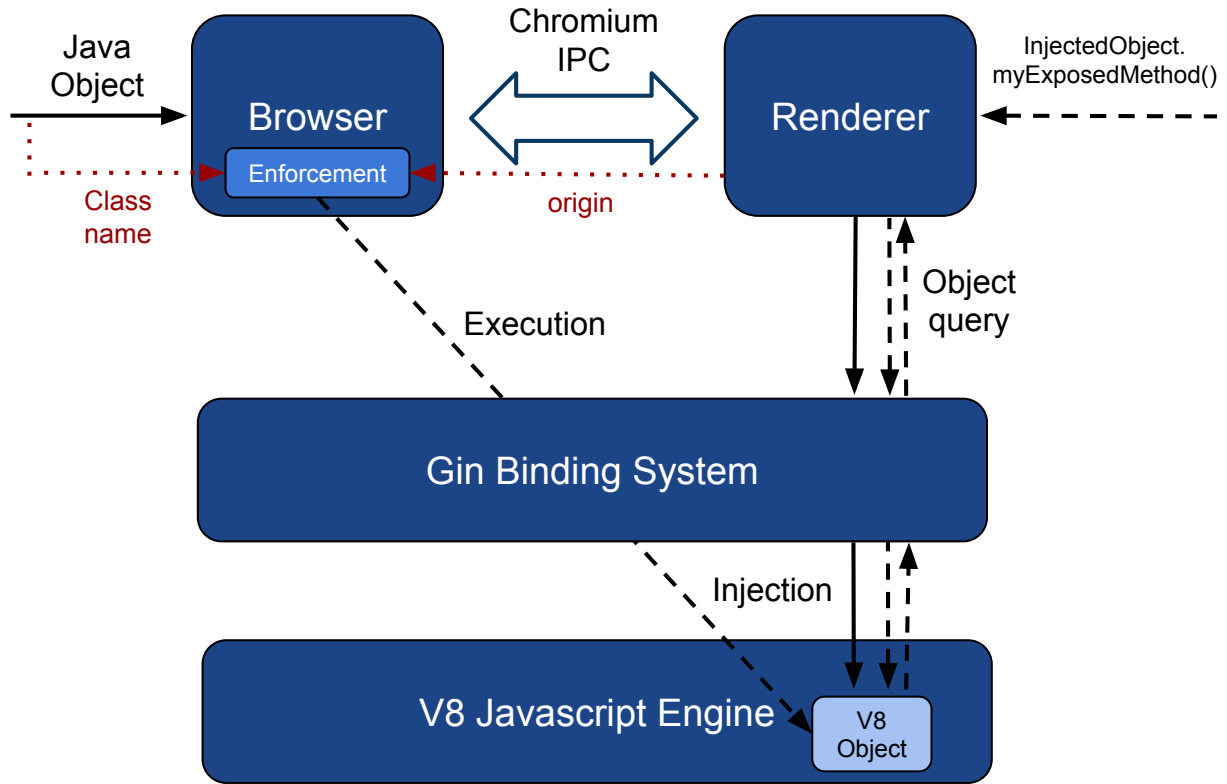 Java
Object
Chromium
IPC
InjectedObject.
myExposedMethod()
Browser
Renderer
Enforcement
Class
name
origin
Object
query
Execution
Gin Binding System
Injection
V8 Javascript Engine
V8
Object